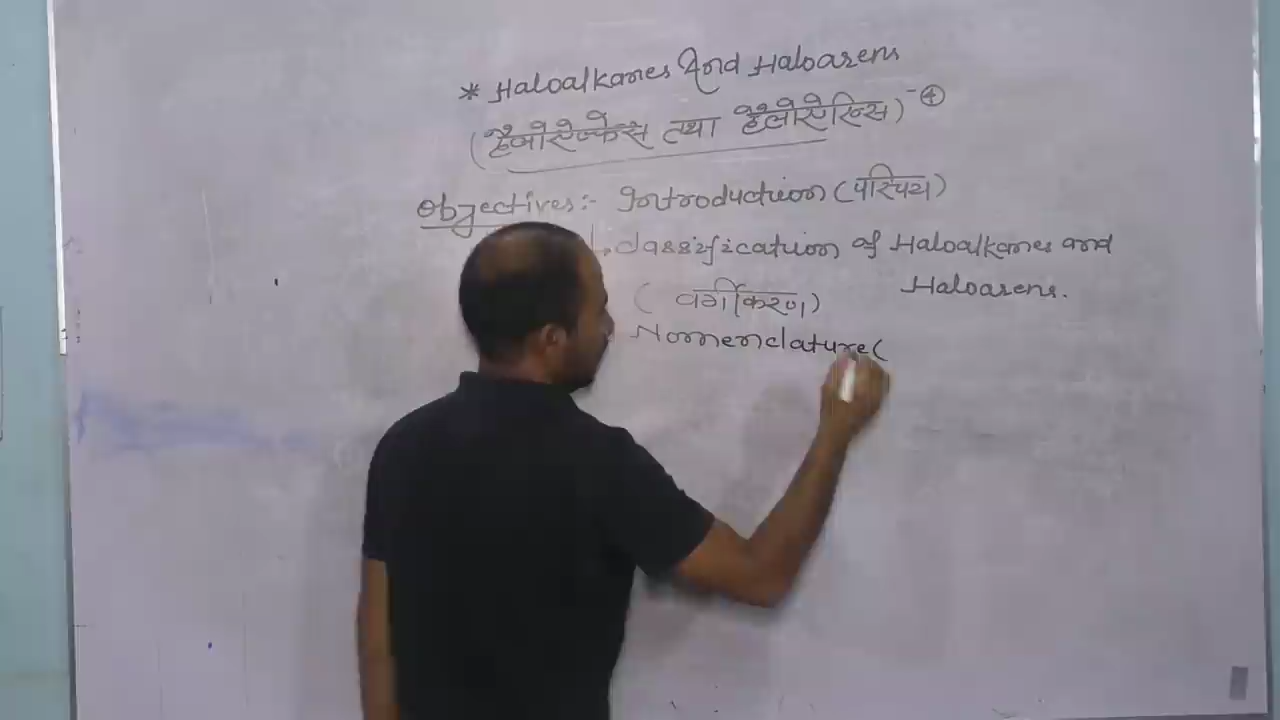 * Haloalkanes And Haloarens
(हैलोएल्केन्स तथा हैलोएरिन्स) -④
Objectives:- Introduction (परिचय)
1. classification of Haloalkanes and
Haloarens.
(वर्गीकरण)
Nomenclature(